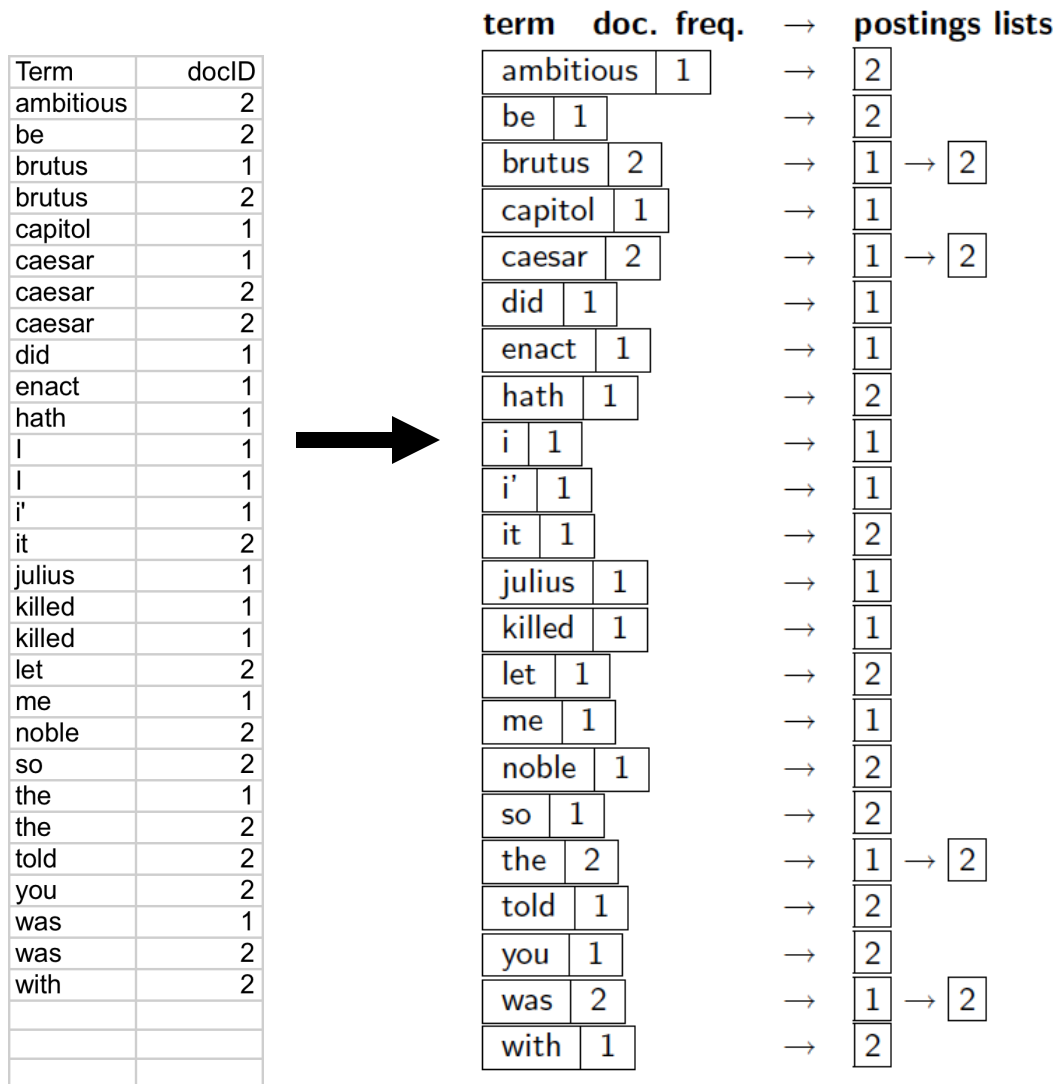 Term docID
ambitious 2
be 2
brutus 1
brutus 2
capitol 1
caesar 1
caesar 2
caesar 2
did 1
enact 1
hath 1
I 1
I 1
i' 1
it 2
julius 1
killed 1
killed 1
let 2
me 1
noble 2
so 2
the 1
the 2
told 2
you 2
was 1
was 2
with 2
term doc. freq. → postings lists
ambitious 1 → 2
be 1 → 2
brutus 2 → 1 → 2
capitol 1 → 1
caesar 2 → 1 → 2
did 1 → 1
enact 1 → 1
hath 1 → 2
i 1 → 1
i' 1 → 1
it 1 → 2
julius 1 → 1
killed 1 → 1
let 1 → 2
me 1 → 1
noble 1 → 2
so 1 → 2
the 2 → 1 → 2
told 1 → 2
you 1 → 2
was 2 → 1 → 2
with 1 → 2